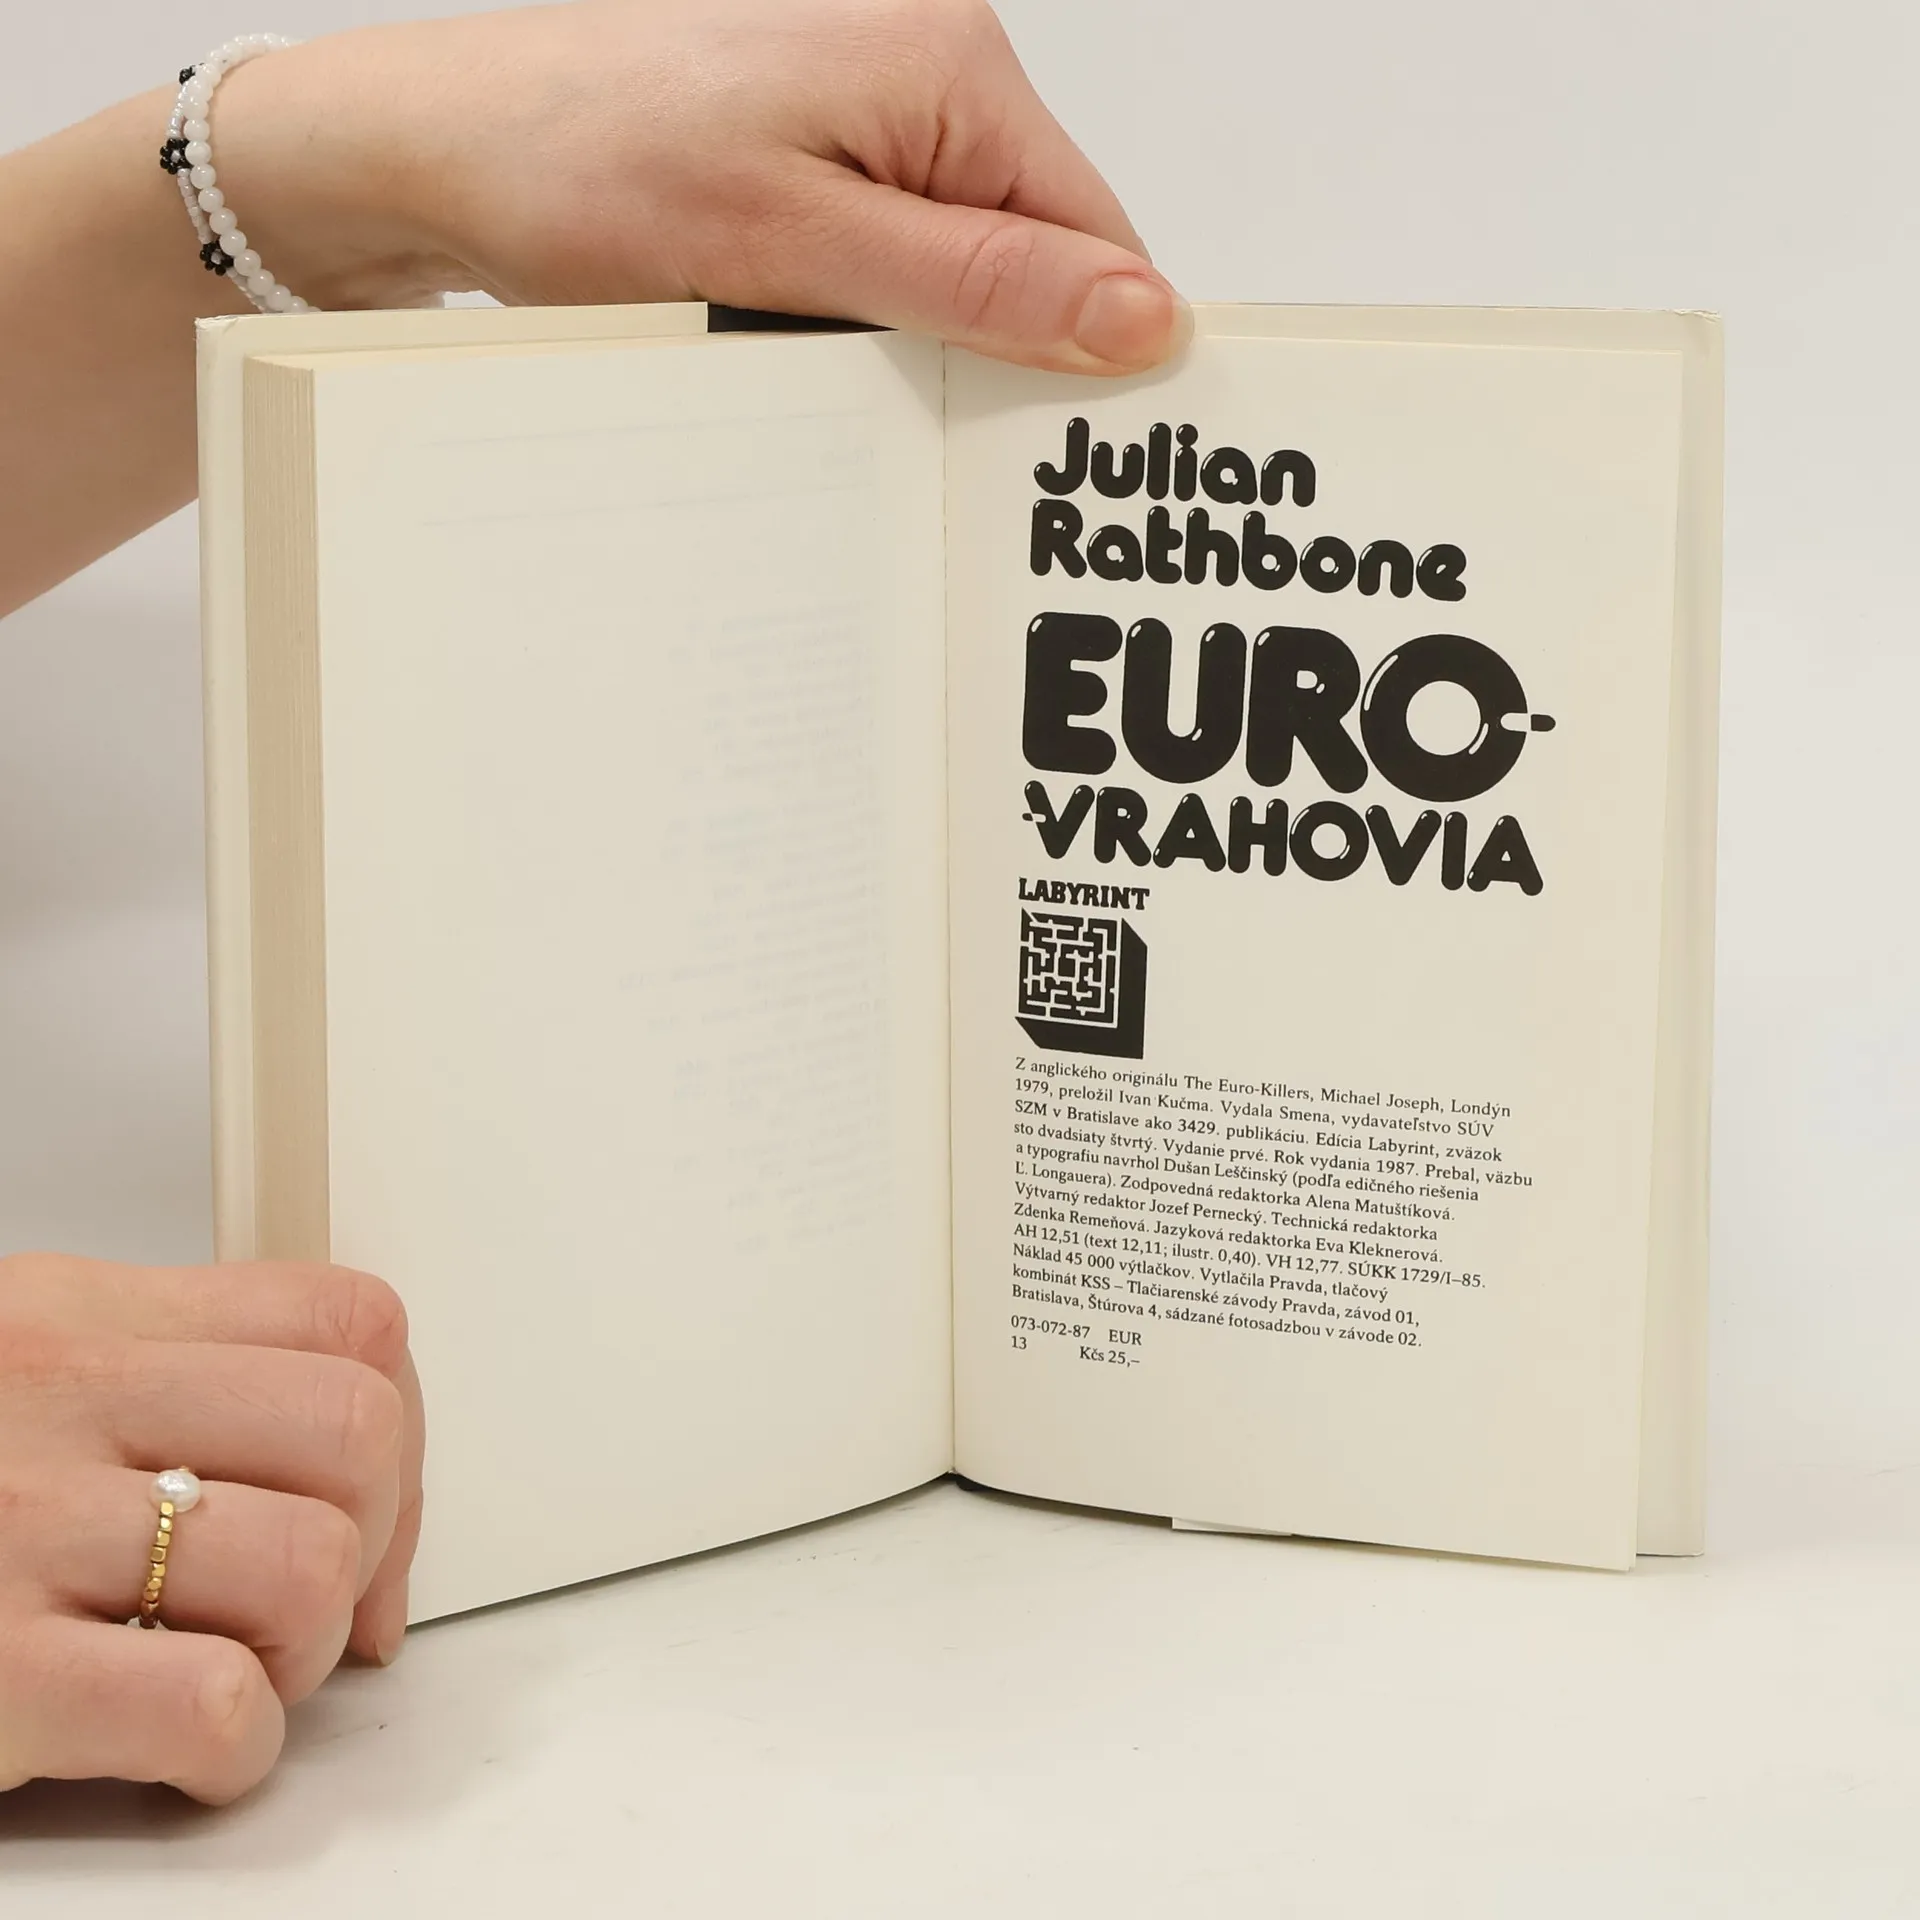 Julian
Rathbone
EURO-
-VRAHOVIA
LABYRINT
Z anglického originálu The Euro-Killers, Michael Joseph, Londýn
1979, preložil Ivan Kučma. Vydala Smena, vydavateľstvo SÚV
SZM v Bratislave ako 3429. publikáciu. Edícia Labyrint, zväzok
sto dvadsiaty štvrtý. Vydanie prvé. Rok vydania 1987. Prebal, väzbu
a typografiu navrhol Dušan Leščinský (podľa edičného riešenia
Ľ. Longauera). Zodpovedná redaktorka Alena Matuštíková.
Výtvarný redaktor Jozef Pernecký. Technická redaktorka
Zdenka Remeňová. Jazyková redaktorka Eva Kleknerová.
AH 12,51 (text 12,11; ilustr. 0,40). VH 12,77. SÚKK 1729/I–85.
Náklad 45 000 výtlačkov. Vytlačila Pravda, tlačový
kombinát KSS – Tlačiarenské závody Pravda, závod 01,
Bratislava, Štúrova 4, sádzané fotosadzbou v závode 02.
073-072-87 EUR
13 Kčs 25,–